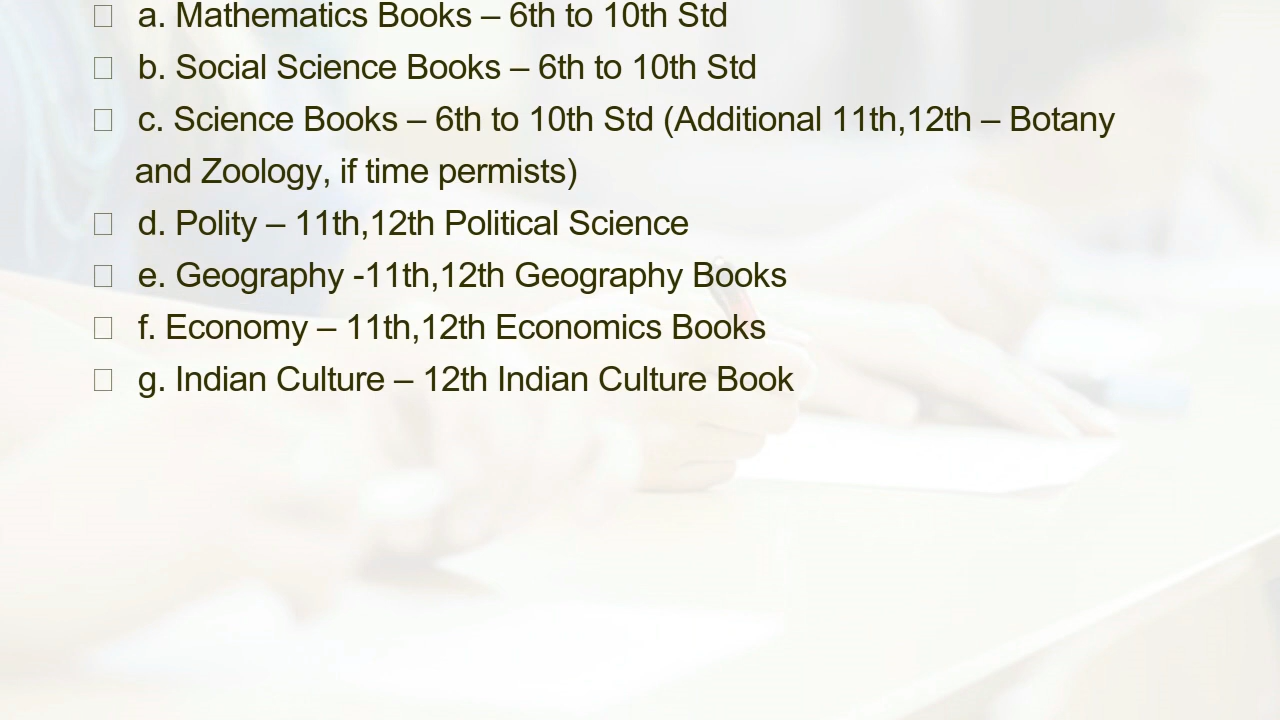 a. Mathematics Books – 6th to 10th Std
b. Social Science Books – 6th to 10th Std
c. Science Books – 6th to 10th Std (Additional 11th,12th – Botany
and Zoology, if time permists)
d. Polity – 11th,12th Political Science
e. Geography -11th,12th Geography Books
f. Economy – 11th,12th Economics Books
g. Indian Culture – 12th Indian Culture Book